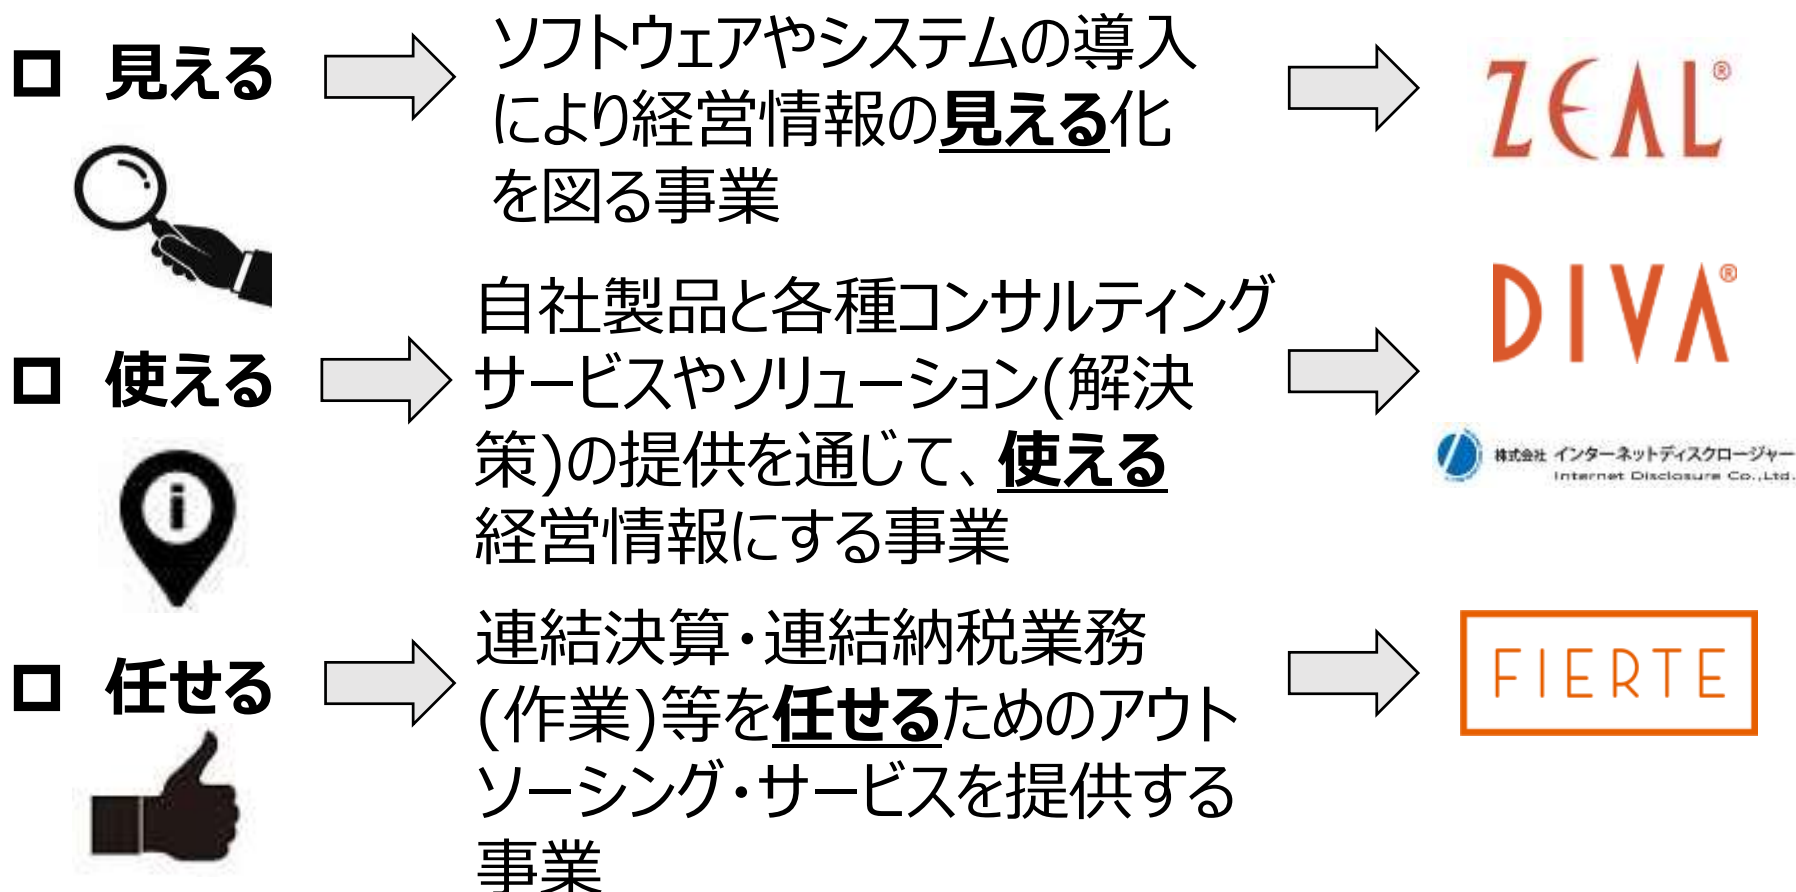 見える
ソフトウェアやシステムの導入
により経営情報の見える化
を図る事業
ZEAL®
使える
自社製品と各種コンサルティング
サービスやソリューション(解決
策)の提供を通じて、使える
経営情報にする事業
DIVA®
株式会社 インターネットディスクロージャー
Internet Disclosure Co.,Ltd.
任せる
連結決算・連結納税業務
(作業)等を任せるためのアウト
ソーシング・サービスを提供する
事業
FIERTE